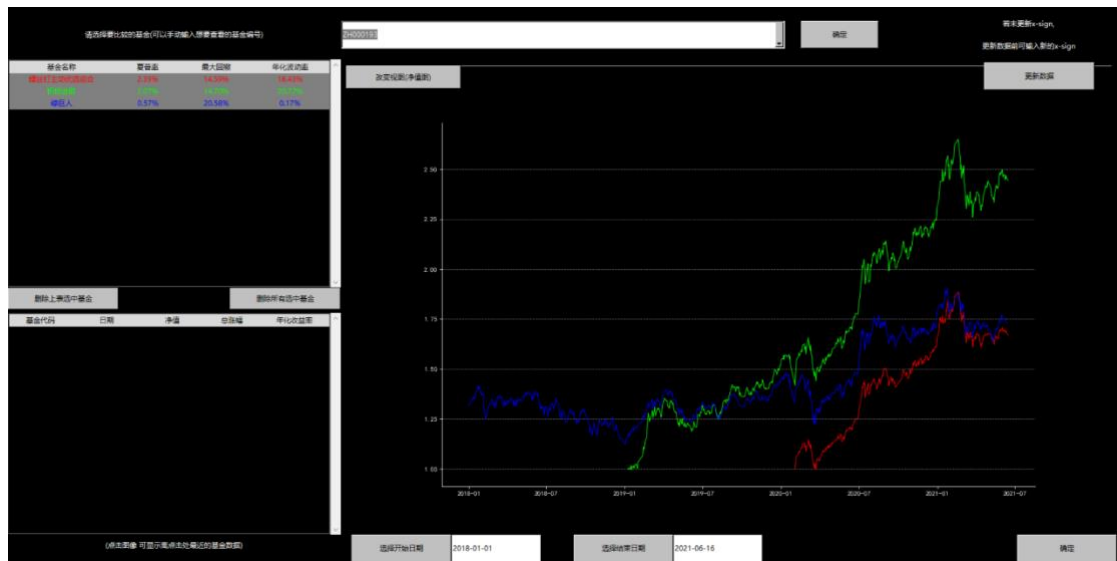 请选择要比较的基金(可以手动输入想要查看的基金编号)
ZH000193
确定
若未更新x-sign,
更新数据前可输入新的x-sign
基金名称 夏普率 最大回撤 年化波动率
14.59% 18.43%
绿巨人 0.57% 20.58% 0.17%
改变视图(净值图)
更新数据
2.50
2.25
2.00
1.75
1.50
1.25
1.00
2018-01 2018-07 2019-01 2019-07 2020-01 2020-07 2021-01 2021-07
删除上表选中基金
删除所有选中基金
基金代码 日期 净值 总涨幅 年化收益率
(点击图像 可显示离点击处最近的基金数据)
选择开始日期 2018-01-01 选择结束日期 2021-06-16 确定